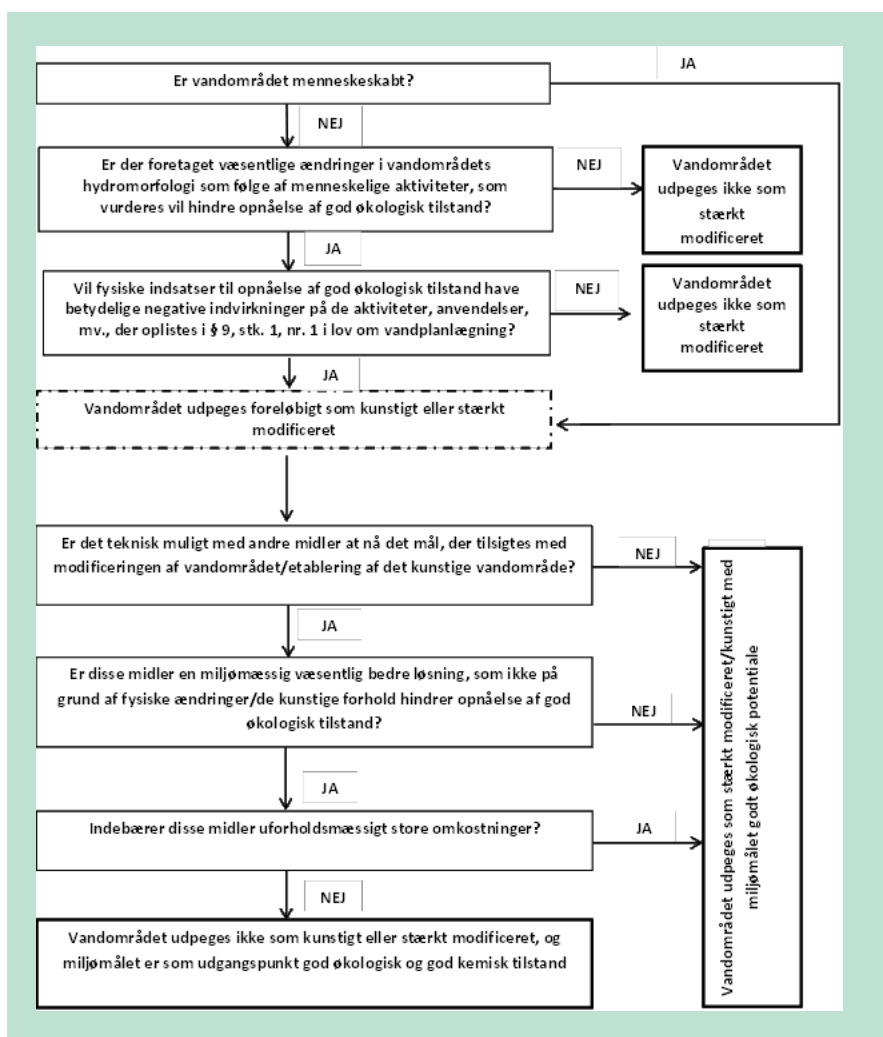 JA
Er vandområdet menneskeskabt?
NEJ
Er der foretaget væsentlige ændringer i vandområdets
hydromorfologi som følge af menneskelige aktiviteter, som
vurderes vil hindre opnåelse af god økologisk tilstand?
NEJ
Vandområdet
udpeges ikke som
stærkt
modificeret
JA
Vil fysiske indsatser til opnåelse af god økologisk tilstand have
betydelige negative indvirkninger på de aktiviteter, anvendelser,
mv., der oplistes i § 9, stk. 1, nr. 1 i lov om vandplanlægning?
NEJ
Vandområdet
udpeges ikke som
stærkt
modificeret
JA
Vandområdet udpeges foreløbigt som kunstigt eller stærkt
modificeret
Er det teknisk muligt med andre midler at nå det mål, der tilsigtes med
modificeringen af vandområdet/etablering af det kunstige vandområde?
NEJ
JA
Er disse midler en miljømæssig væsentlig bedre løsning, som ikke på
grund af fysiske ændringer/de kunstige forhold hindrer opnåelse af god
økologisk tilstand?
NEJ
JA
Indebærer disse midler uforholdsmæssigt store omkostninger?
JA
NEJ
Vandområdet udpeges som stærkt modificeret/kunstigt med
miljømålet godt økologisk potentiale
Vandområdet udpeges ikke som kunstigt eller stærkt modificeret, og
miljømålet er som udgangspunkt god økologisk og god kemisk tilstand